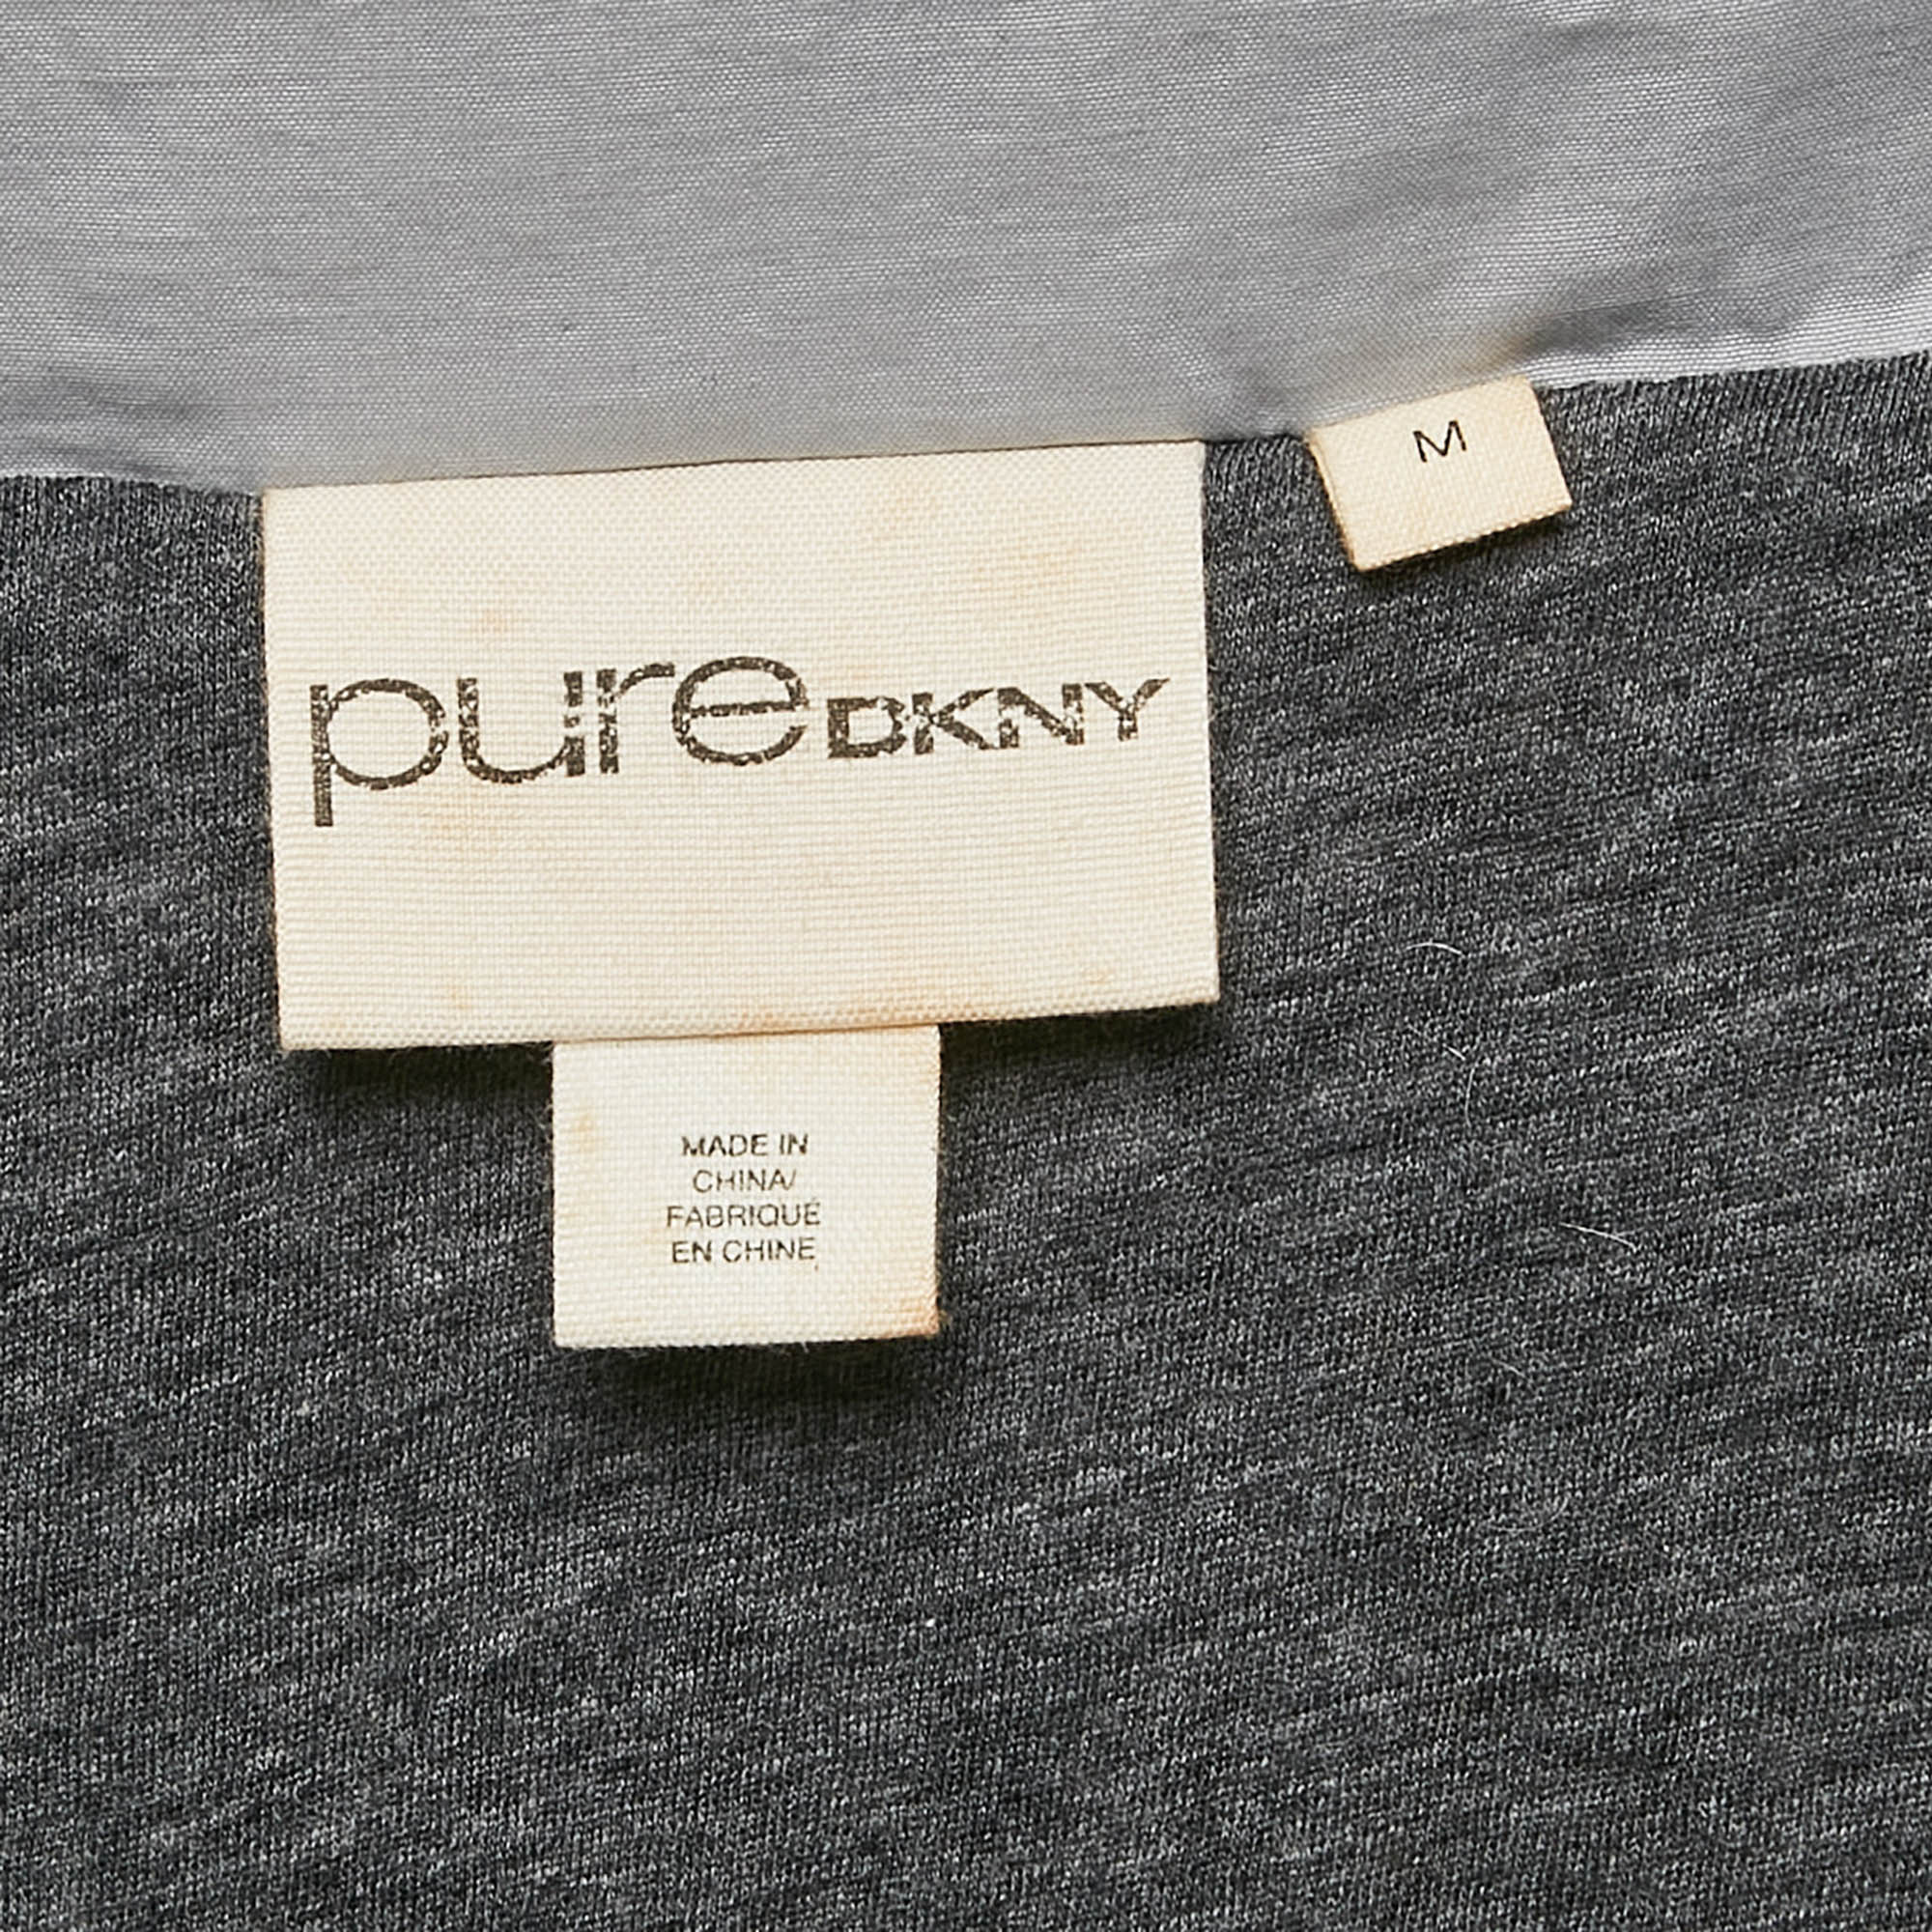 pureDKNY
M
MADE IN
CHINA/
FABRIQUÉ
EN CHINE